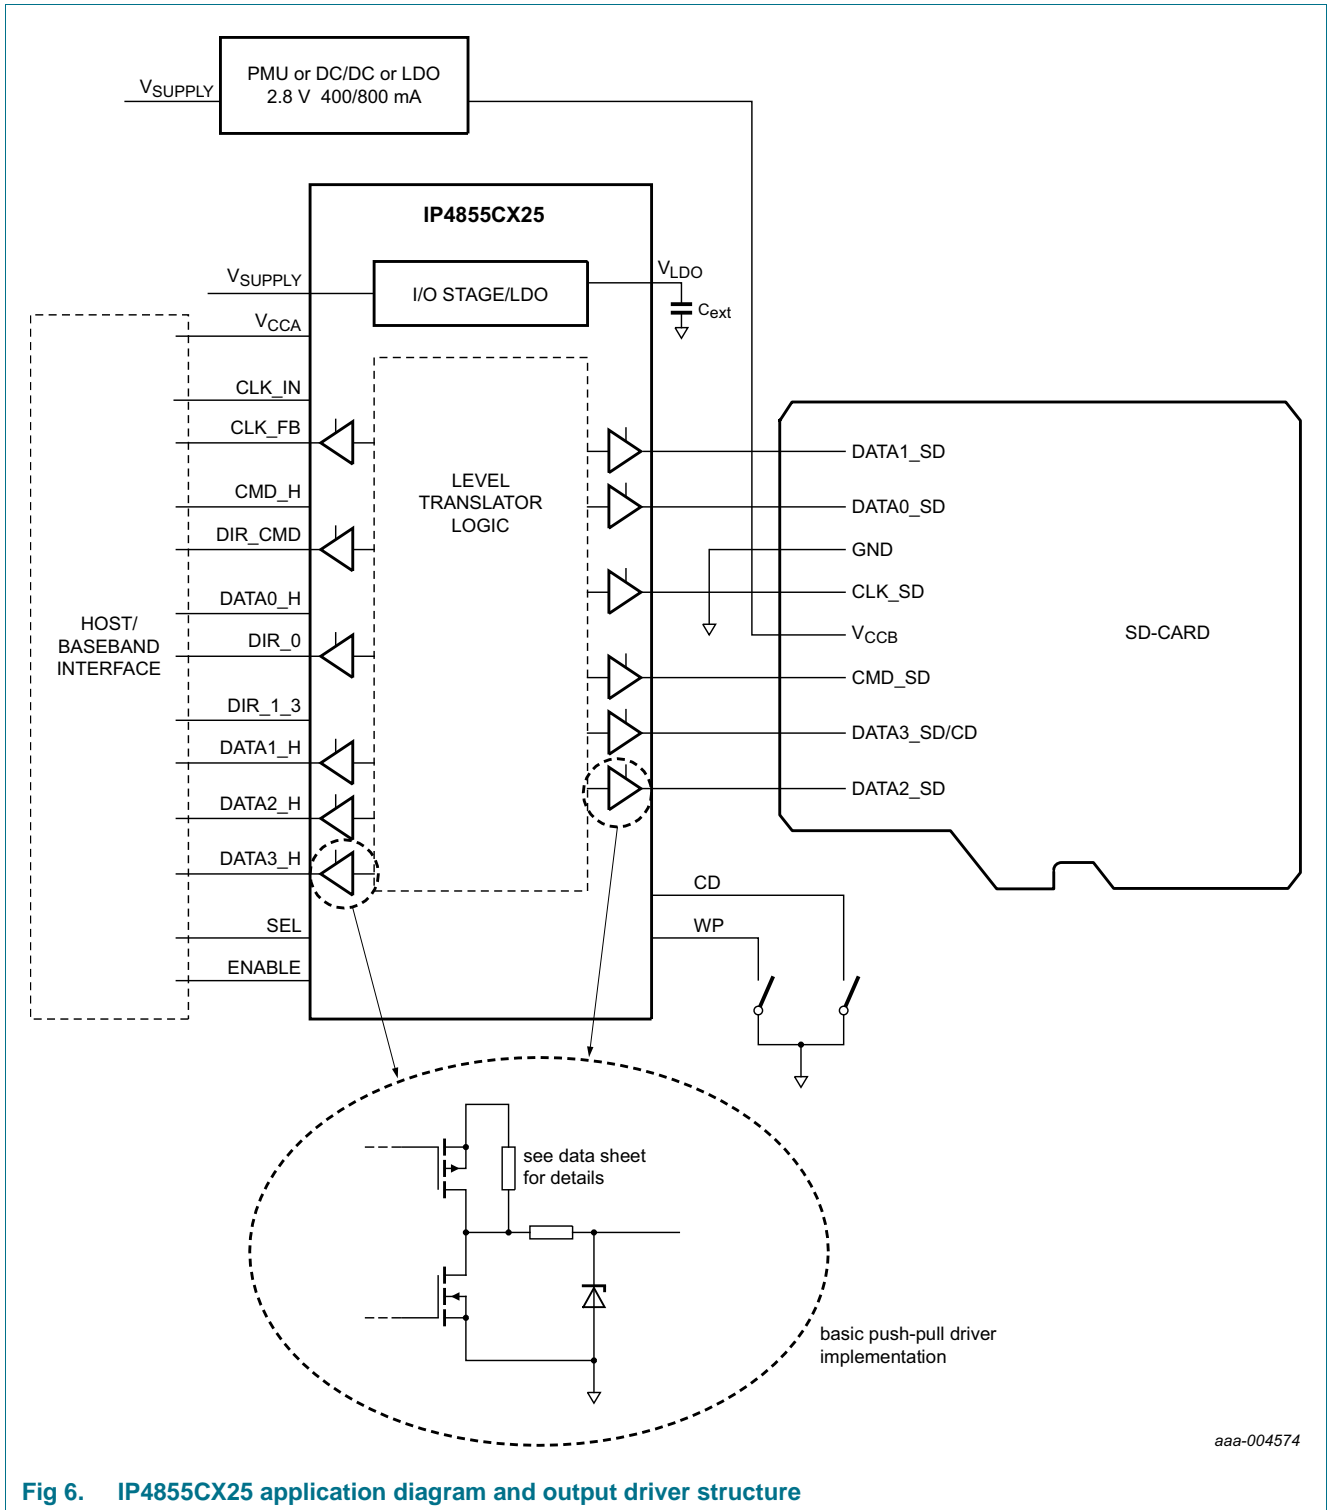 PMU or DC/DC or LDO
2.8 V 400/800 mA
VSUPPLY
IP4855CX25
VSUPPLY
I/O STAGE/LDO
VLDO
Cext
VCCA
CLK_IN
CLK_FB
CMD_H
DIR_CMD
DATA0_H
DIR_0
DIR_1_3
DATA1_H
DATA2_H
DATA3_H
SEL
ENABLE
HOST/
BASEBAND
INTERFACE
LEVEL
TRANSLATOR
LOGIC
DATA1_SD
DATA0_SD
GND
CLK_SD
VCCB
CMD_SD
DATA3_SD/CD
DATA2_SD
SD-CARD
CD
WP
see data sheet
for details
basic push-pull driver
implementation
aaa-004574
Fig 6. IP4855CX25 application diagram and output driver structure